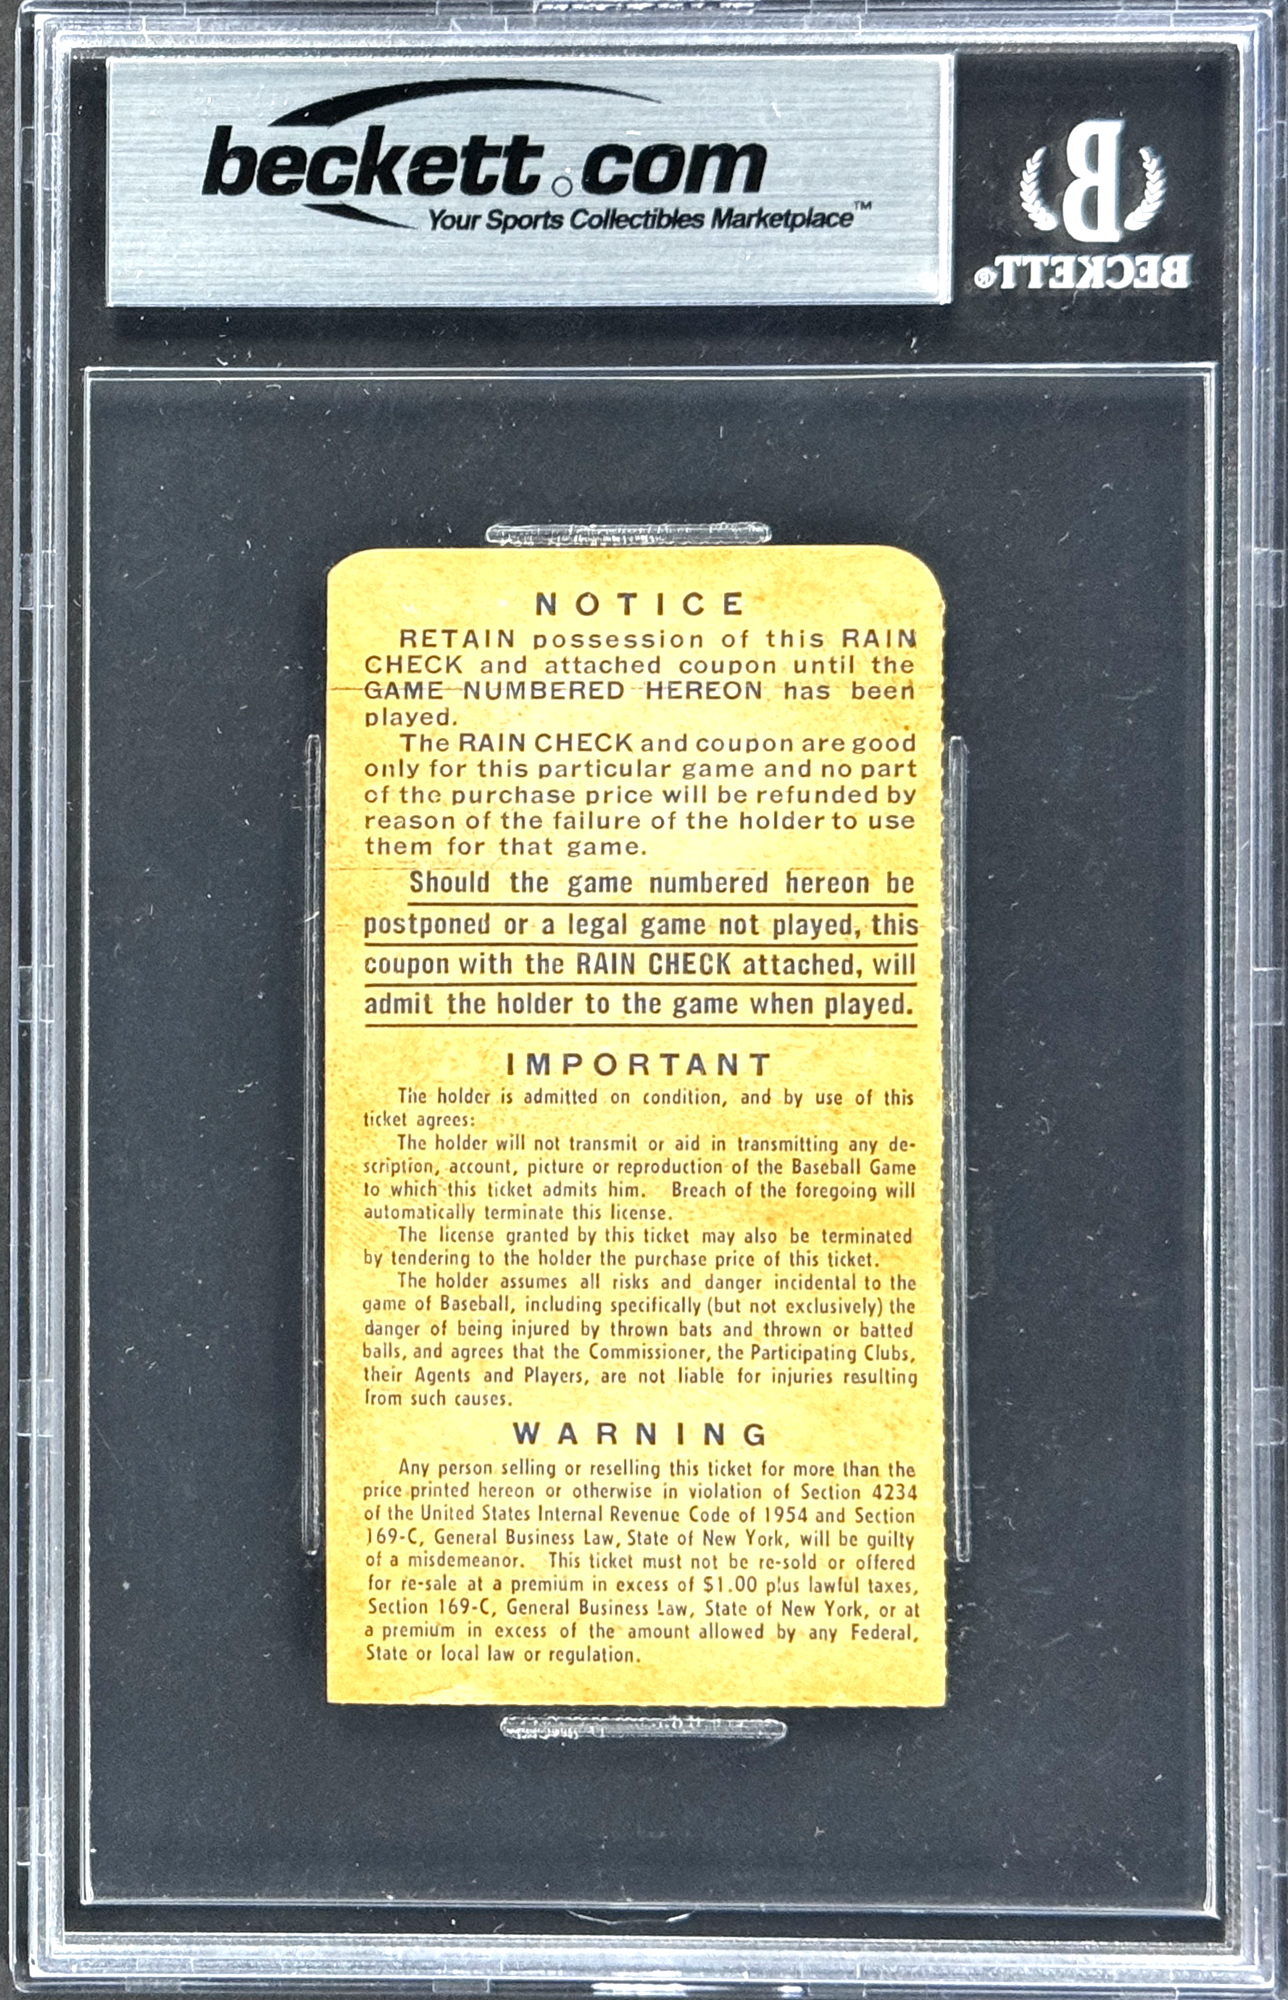 beckett.com
Your Sports Collectibles Marketplace™
B
BECKETT®
NOTICE
RETAIN possession of this RAIN
CHECK and attached coupon until the
GAME NUMBERED HEREON has been
played.
The RAIN CHECK and coupon are good
only for this particular game and no part
of the purchase price will be refunded by
reason of the failure of the holder to use
them for that game.
Should the game numbered hereon be
postponed or a legal game not played, this
coupon with the RAIN CHECK attached, will
admit the holder to the game when played.
IMPORTANT
The holder is admitted on condition, and by use of this
ticket agrees:
The holder will not transmit or aid in transmitting any de-
scription, account, picture or reproduction of the Baseball Game
to which this ticket admits him. Breach of the foregoing will
automatically terminate this license.
The license granted by this ticket may also be terminated
by tendering to the holder the purchase price of this ticket.
The holder assumes all risks and danger incidental to the
game of Baseball, including specifically (but not exclusively) the
danger of being injured by thrown bats and thrown or batted
balls, and agrees that the Commissioner, the Participating Clubs,
their Agents and Players, are not liable for injuries resulting
from such causes.
WARNING
Any person selling or reselling this ticket for more than the
price printed hereon or otherwise in violation of Section 4234
of the United States Internal Revenue Code of 1954 and Section
169-C, General Business Law, State of New York, will be guilty
of a misdemeanor. This ticket must not be re-sold or offered
for re-sale at a premium in excess of $1.00 plus lawful taxes,
Section 169-C, General Business Law, State of New York, or at
a premium in excess of the amount allowed by any Federal,
State or local law or regulation.